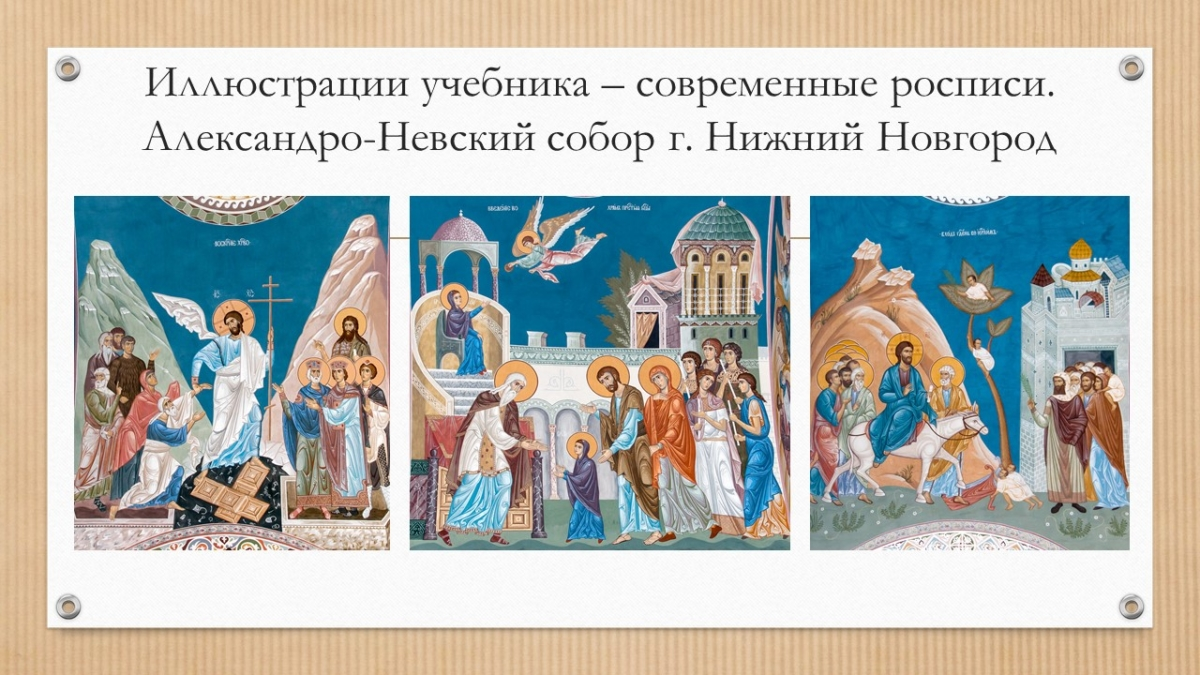 Иллюстрации учебника – современные росписи.
Александро-Невский собор г. Нижний Новгород